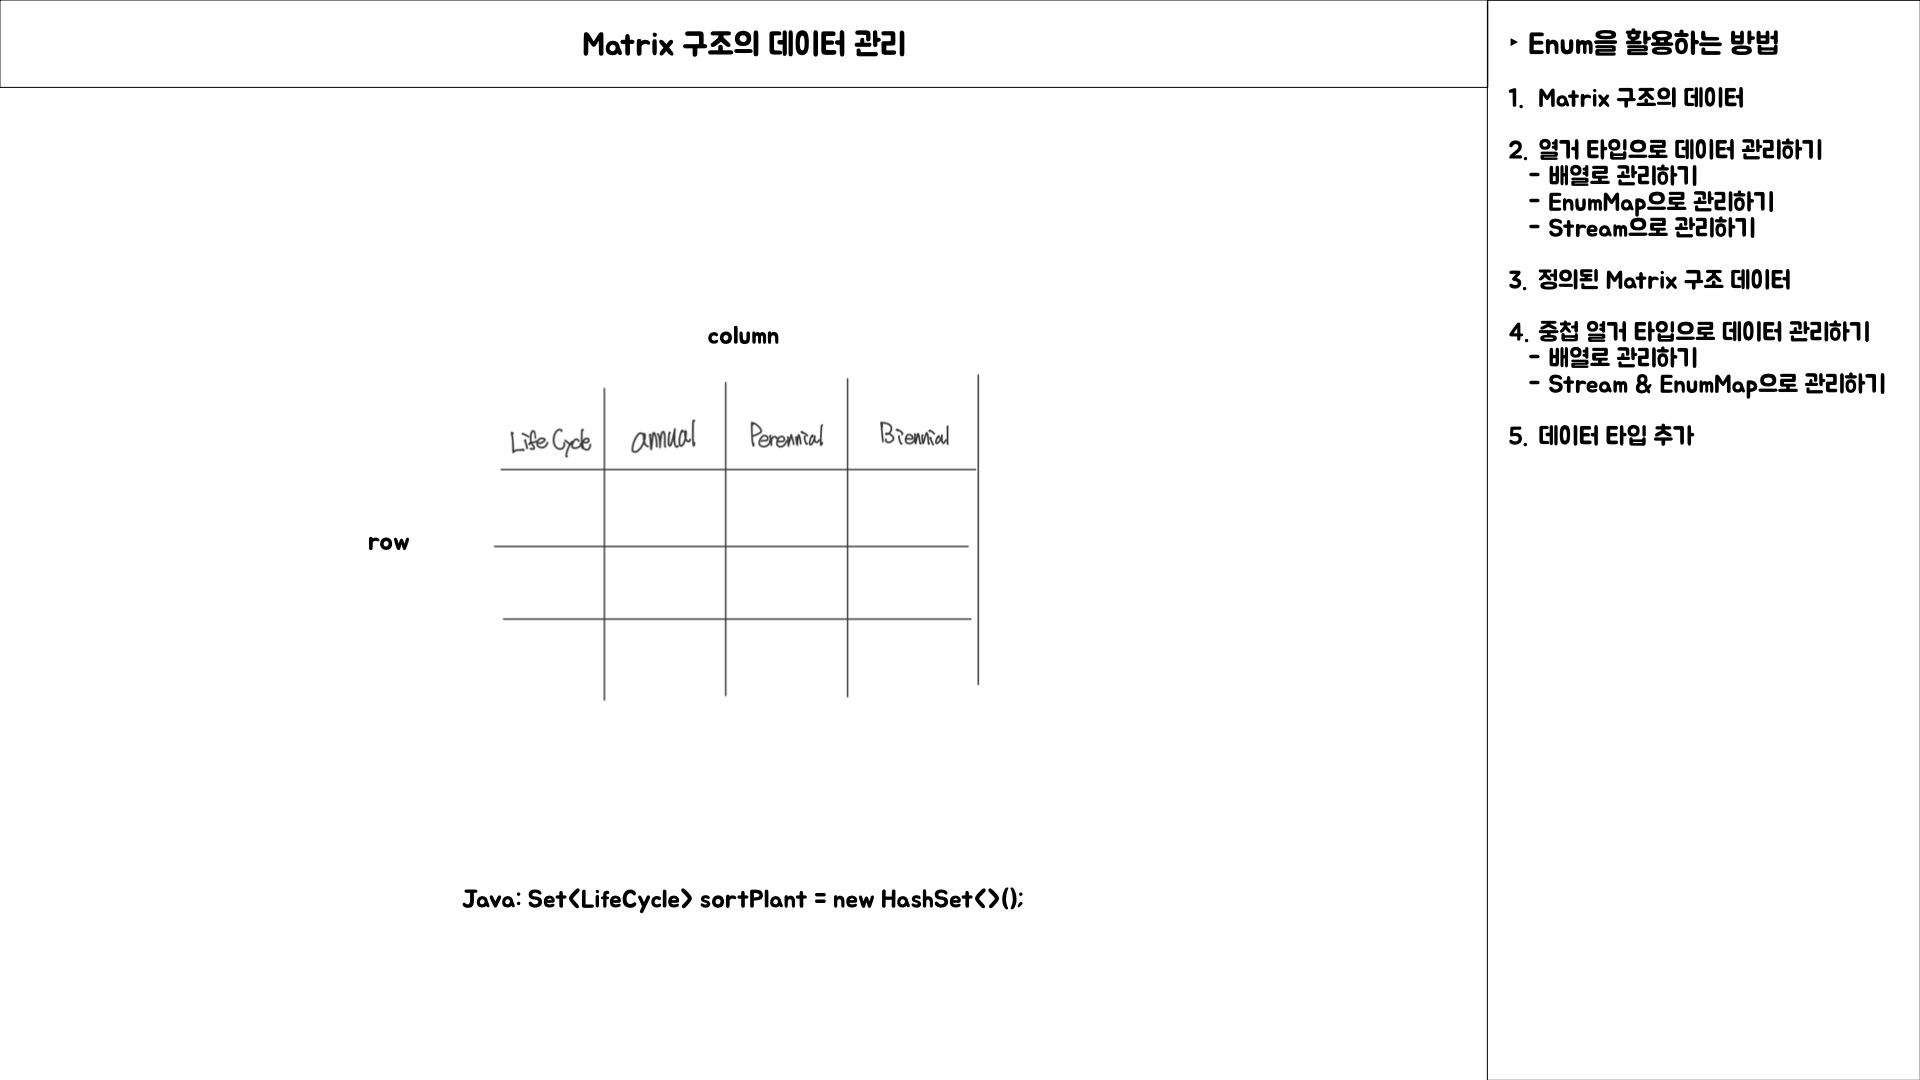 Matrix 구조의 데이터 관리
column
Life Cycle annual Perennial Biennial
row
Java: Set<LifeCycle> sortPlant = new HashSet<>();
‣ Enum을 활용하는 방법
1. Matrix 구조의 데이터
2. 열거 타입으로 데이터 관리하기
- 배열로 관리하기
- EnumMap으로 관리하기
- Stream으로 관리하기
3. 정의된 Matrix 구조 데이터
4. 중첩 열거 타입으로 데이터 관리하기
- 배열로 관리하기
- Stream & EnumMap으로 관리하기
5. 데이터 타입 추가